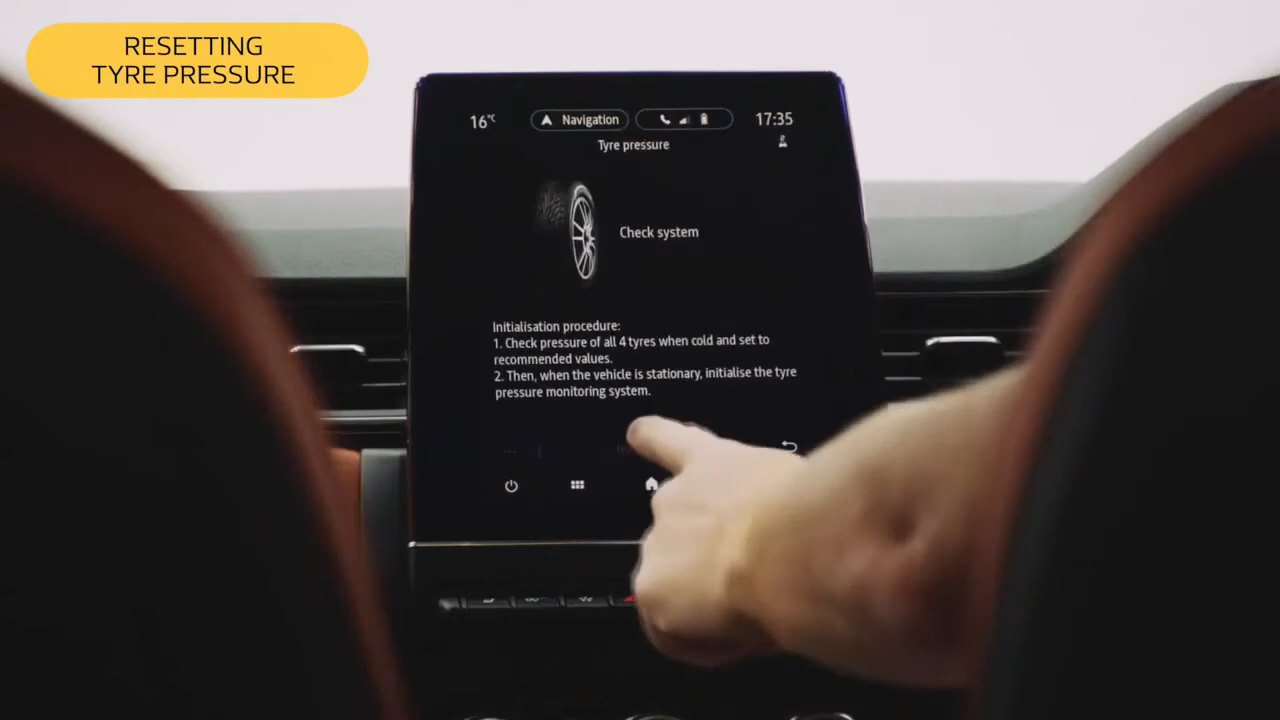 RESETTING
TYRE PRESSURE
16°C Navigation 17:35
Tyre pressure
Check system
Initialisation procedure:
1. Check pressure of all 4 tyres when cold and set to
recommended values.
2. Then, when the vehicle is stationary, initialise the tyre
pressure monitoring system.